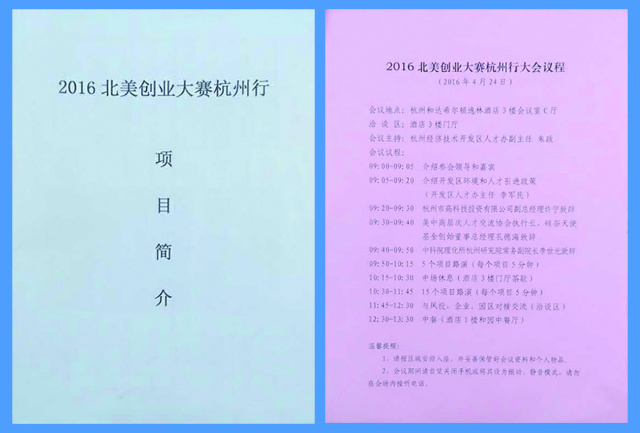 2016 北美创业大赛杭州行
项
目
简
介
2016 北美创业大赛杭州行大会议程
(2016 年 4 月 24 日)
会议地点：杭州和达希尔顿逸林酒店 3 楼会议室 C 厅
洽 谈 区：酒店 3 楼门厅
会议主持：杭州经济技术开发区人才办副主任 朱政
会议议程：
09:00-09:05 介绍参会领导和嘉宾
09:05-09:20 介绍开发区环境和人才引进政策
(开发区人才办主任 李军民)
09:20-09:30 杭州市高科技投资有限公司副总经理许宁致辞
09:30-09:40 美中高层次人才交流协会执行长、硅谷天使
基金创始董事总经理孔德海致辞
09:40-09:50 中科院理化所杭州研究院常务副院长李世元致辞
09:50-10:15 5 个项目路演（每个项目 5 分钟）
10:15-10:30 中场休息（酒店 3 楼门厅茶歇）
10:30-11:45 15 个项目路演（每个项目 5 分钟）
11:45-12:30 与风投、企业、园区对接交流（洽谈区）
12:30-13:30 中餐（酒店 1 楼和园中餐厅）
温馨提醒：
1、请按区域安排入座，并妥善保管好会议资料和个人物品。
2、会议期间请自觉关闭手机或将其设为振动、静音模式，请勿
在会场内接听电话。